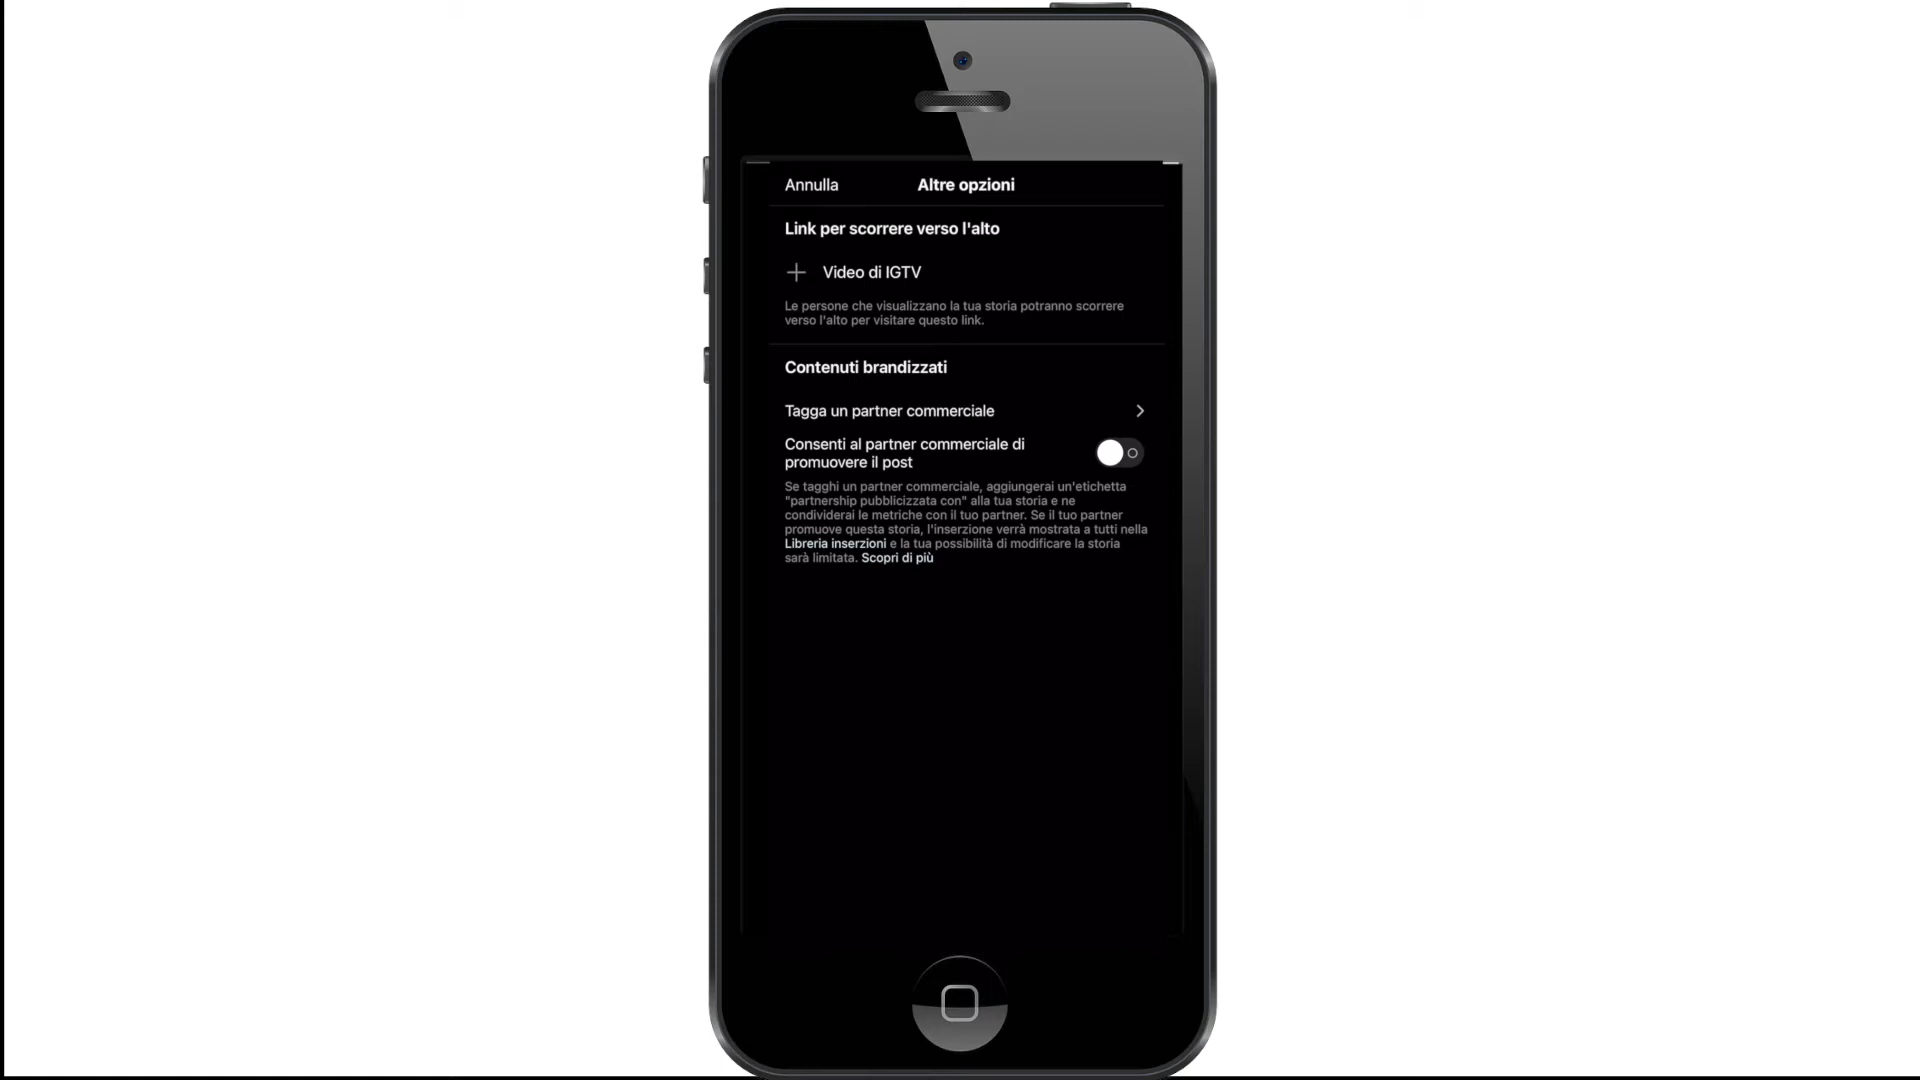 Annulla
Altre opzioni
Link per scorrere verso l'alto
Video di IGTV
Le persone che visualizzano la tua storia potranno scorrere
verso l'alto per visitare questo link.
Contenuti brandizzati
Tagga un partner commerciale
Consenti al partner commerciale di
promuovere il post
Se tagghi un partner commerciale, aggiungerai un'etichetta
"partnership pubblicizzata con" alla tua storia e ne
condividerai le metriche con il tuo partner. Se il tuo partner
promuove questa storia, l'inserzione verrà mostrata a tutti nella
Libreria inserzioni e la tua possibilità di modificare la storia
sarà limitata. Scopri di più